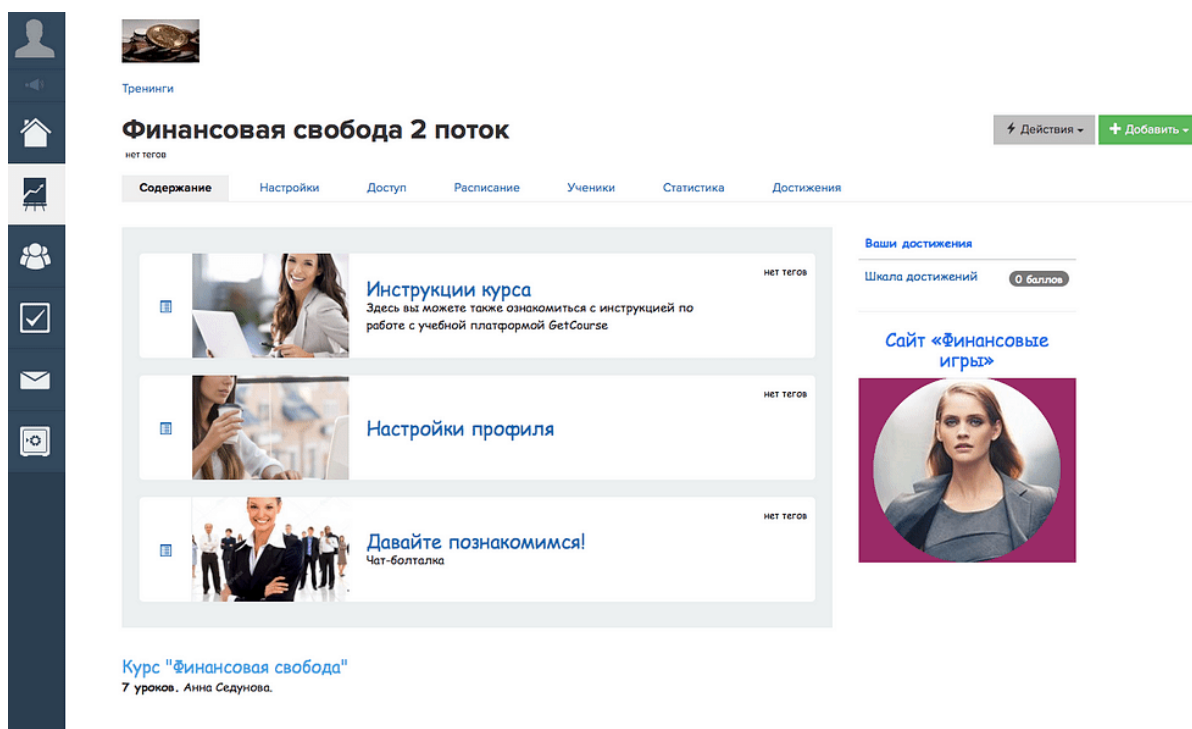 Тренинги
Финансовая свобода 2 поток
нет тегов
Действия
Добавить
Содержание
Настройки
Доступ
Расписание
Ученики
Статистика
Достижения
Инструкции курса
Здесь вы можете также ознакомиться с инструкцией по
работе с учебной платформой GetCourse
нет тегов
Настройки профиля
нет тегов
Давайте познакомимся!
Чат-болталка
нет тегов
Ваши достижения
Шкала достижений
0 баллов
Сайт «Финансовые
игры»
Курс "Финансовая свобода"
7 уроков. Анна Седунова.